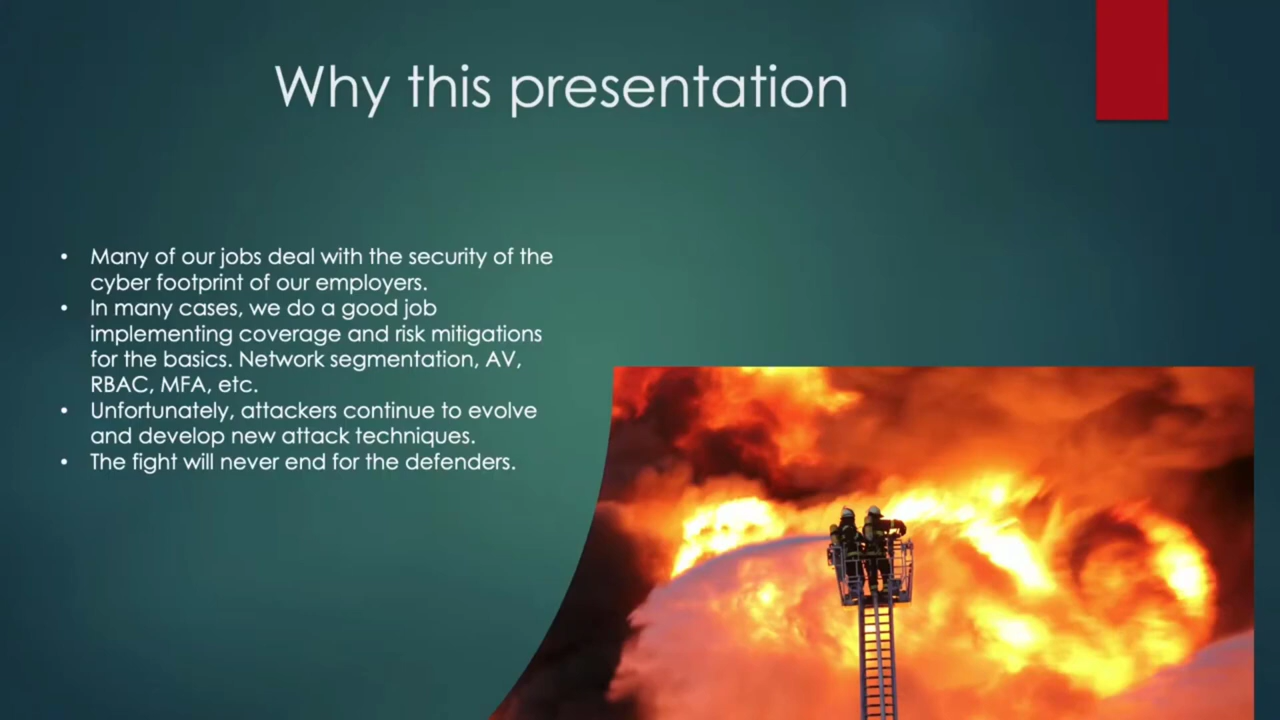 Why this presentation
• Many of our jobs deal with the security of the
cyber footprint of our employers.
• In many cases, we do a good job
implementing coverage and risk mitigations
for the basics. Network segmentation, AV,
RBAC, MFA, etc.
• Unfortunately, attackers continue to evolve
and develop new attack techniques.
• The fight will never end for the defenders.